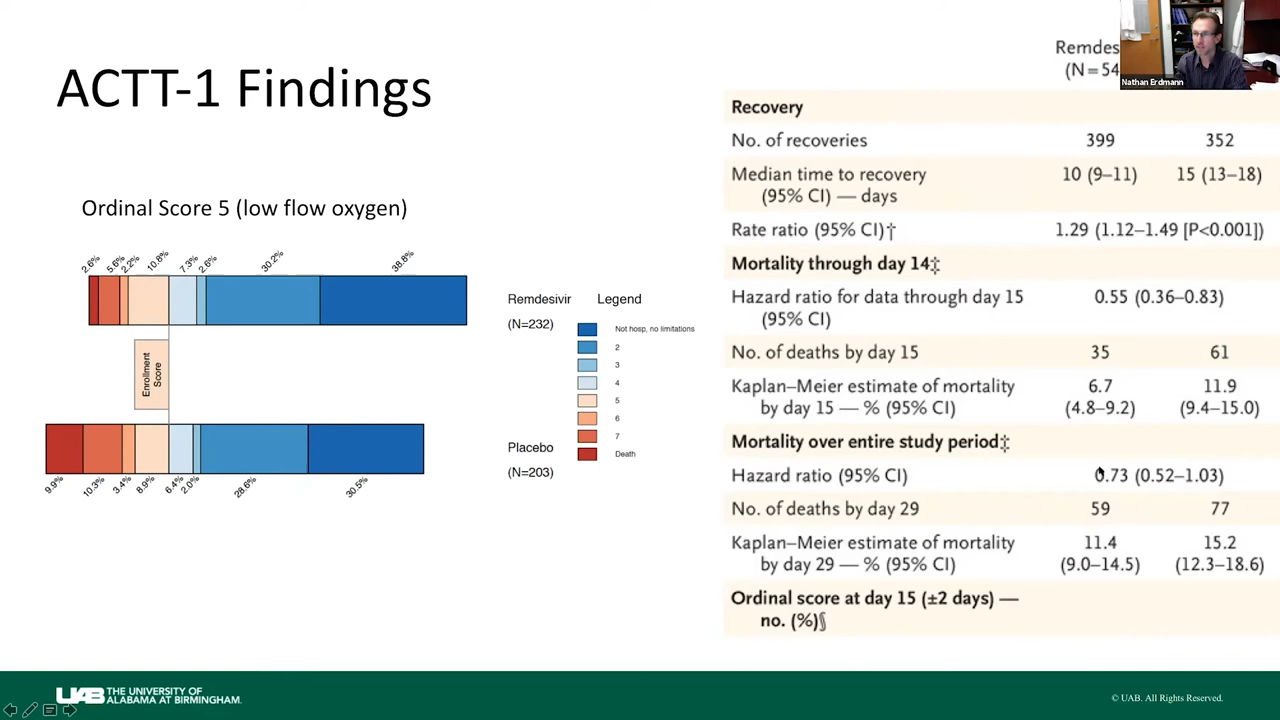 ACTT-1 Findings
Ordinal Score 5 (low flow oxygen)
2.6%
5.6%
2.2%
10.8%
7.3%
2.6%
30.2%
38.8%
Enrollment
Score
9.9%
10.3%
3.4%
8.9%
6.4%
2.0%
28.6%
30.5%
Remdesivir
(N=232)
Placebo
(N=203)
Legend
Not hosp, no limitations
2
3
4
5
6
7
Death
Nathan Erdmann
Remdes
(N=54
Recovery
No. of recoveries 399 352
Median time to recovery 10 (9–11) 15 (13–18)
(95% CI) — days
Rate ratio (95% CI)† 1.29 (1.12–1.49 [P<0.001])
Mortality through day 14‡
Hazard ratio for data through day 15 0.55 (0.36–0.83)
(95% CI)
No. of deaths by day 15 35 61
Kaplan–Meier estimate of mortality 6.7 11.9
by day 15 — % (95% CI) (4.8–9.2) (9.4–15.0)
Mortality over entire study period‡
Hazard ratio (95% CI) 0.73 (0.52–1.03)
No. of deaths by day 29 59 77
Kaplan–Meier estimate of mortality 11.4 15.2
by day 29 — % (95% CI) (9.0–14.5) (12.3–18.6)
Ordinal score at day 15 (±2 days) —
no. (%)§
UAB THE UNIVERSITY OF
ALABAMA AT BIRMINGHAM.
© UAB. All Rights Reserved.